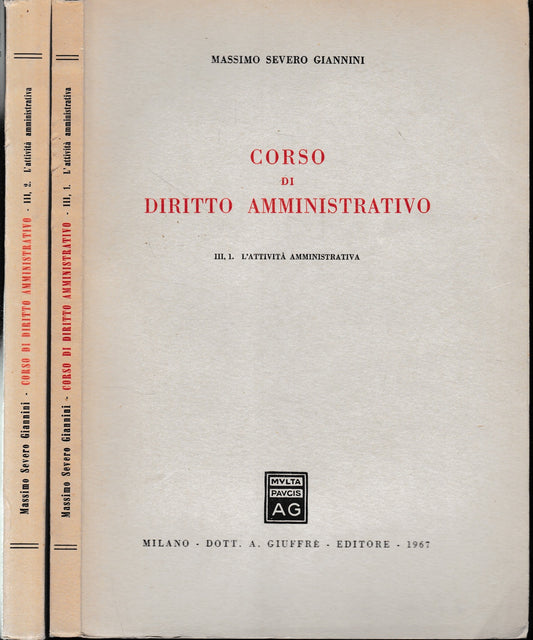 Massimo Severo Giannini - CORSO DI DIRITTO AMMINISTRATIVO - III, 2. L'attività amministrativa
Massimo Severo Giannini - CORSO DI DIRITTO AMMINISTRATIVO - III, 1. L'attività amministrativa
MASSIMO SEVERO GIANNINI
CORSO
DI
DIRITTO AMMINISTRATIVO
III, 1. L'ATTIVITÀ AMMINISTRATIVA
MVLTA
PAVCIS
AG
MILANO - DOTT. A. GIUFFRÈ - EDITORE - 1967